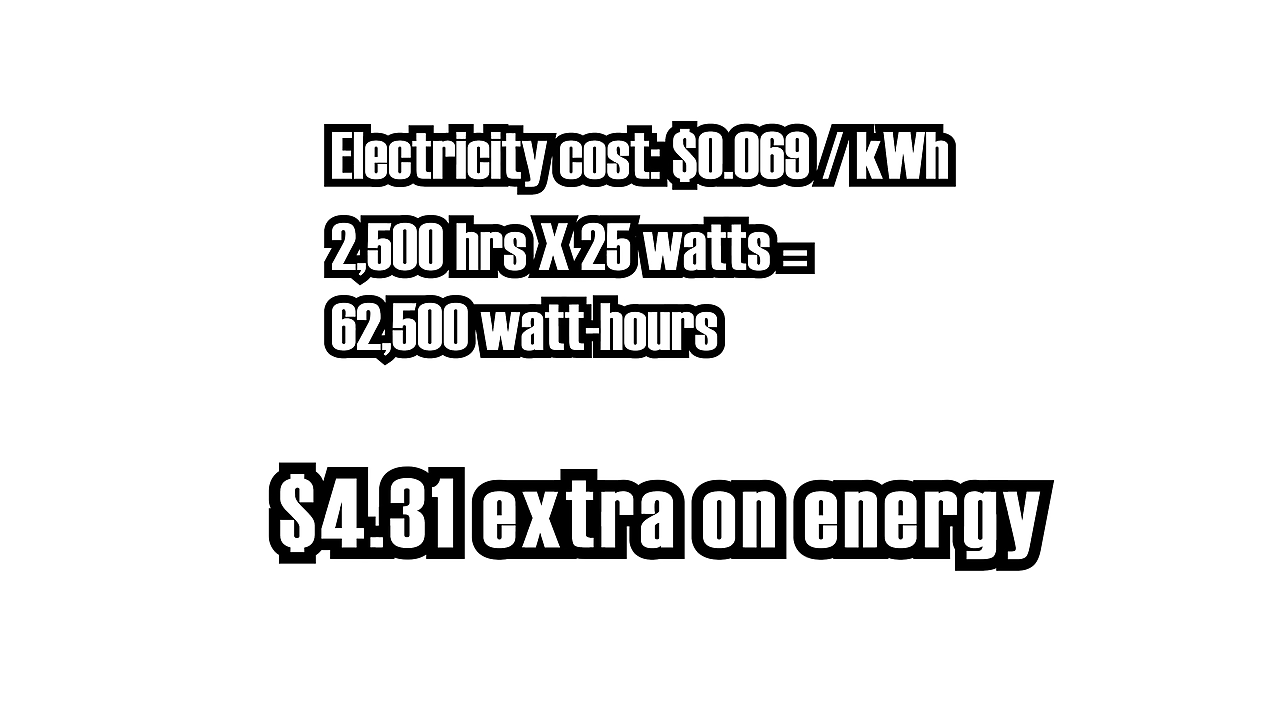 Electricity cost: $0.069 / kWh
2,500 hrs X 25 watts =
62,500 watt-hours
$4.31 extra on energy